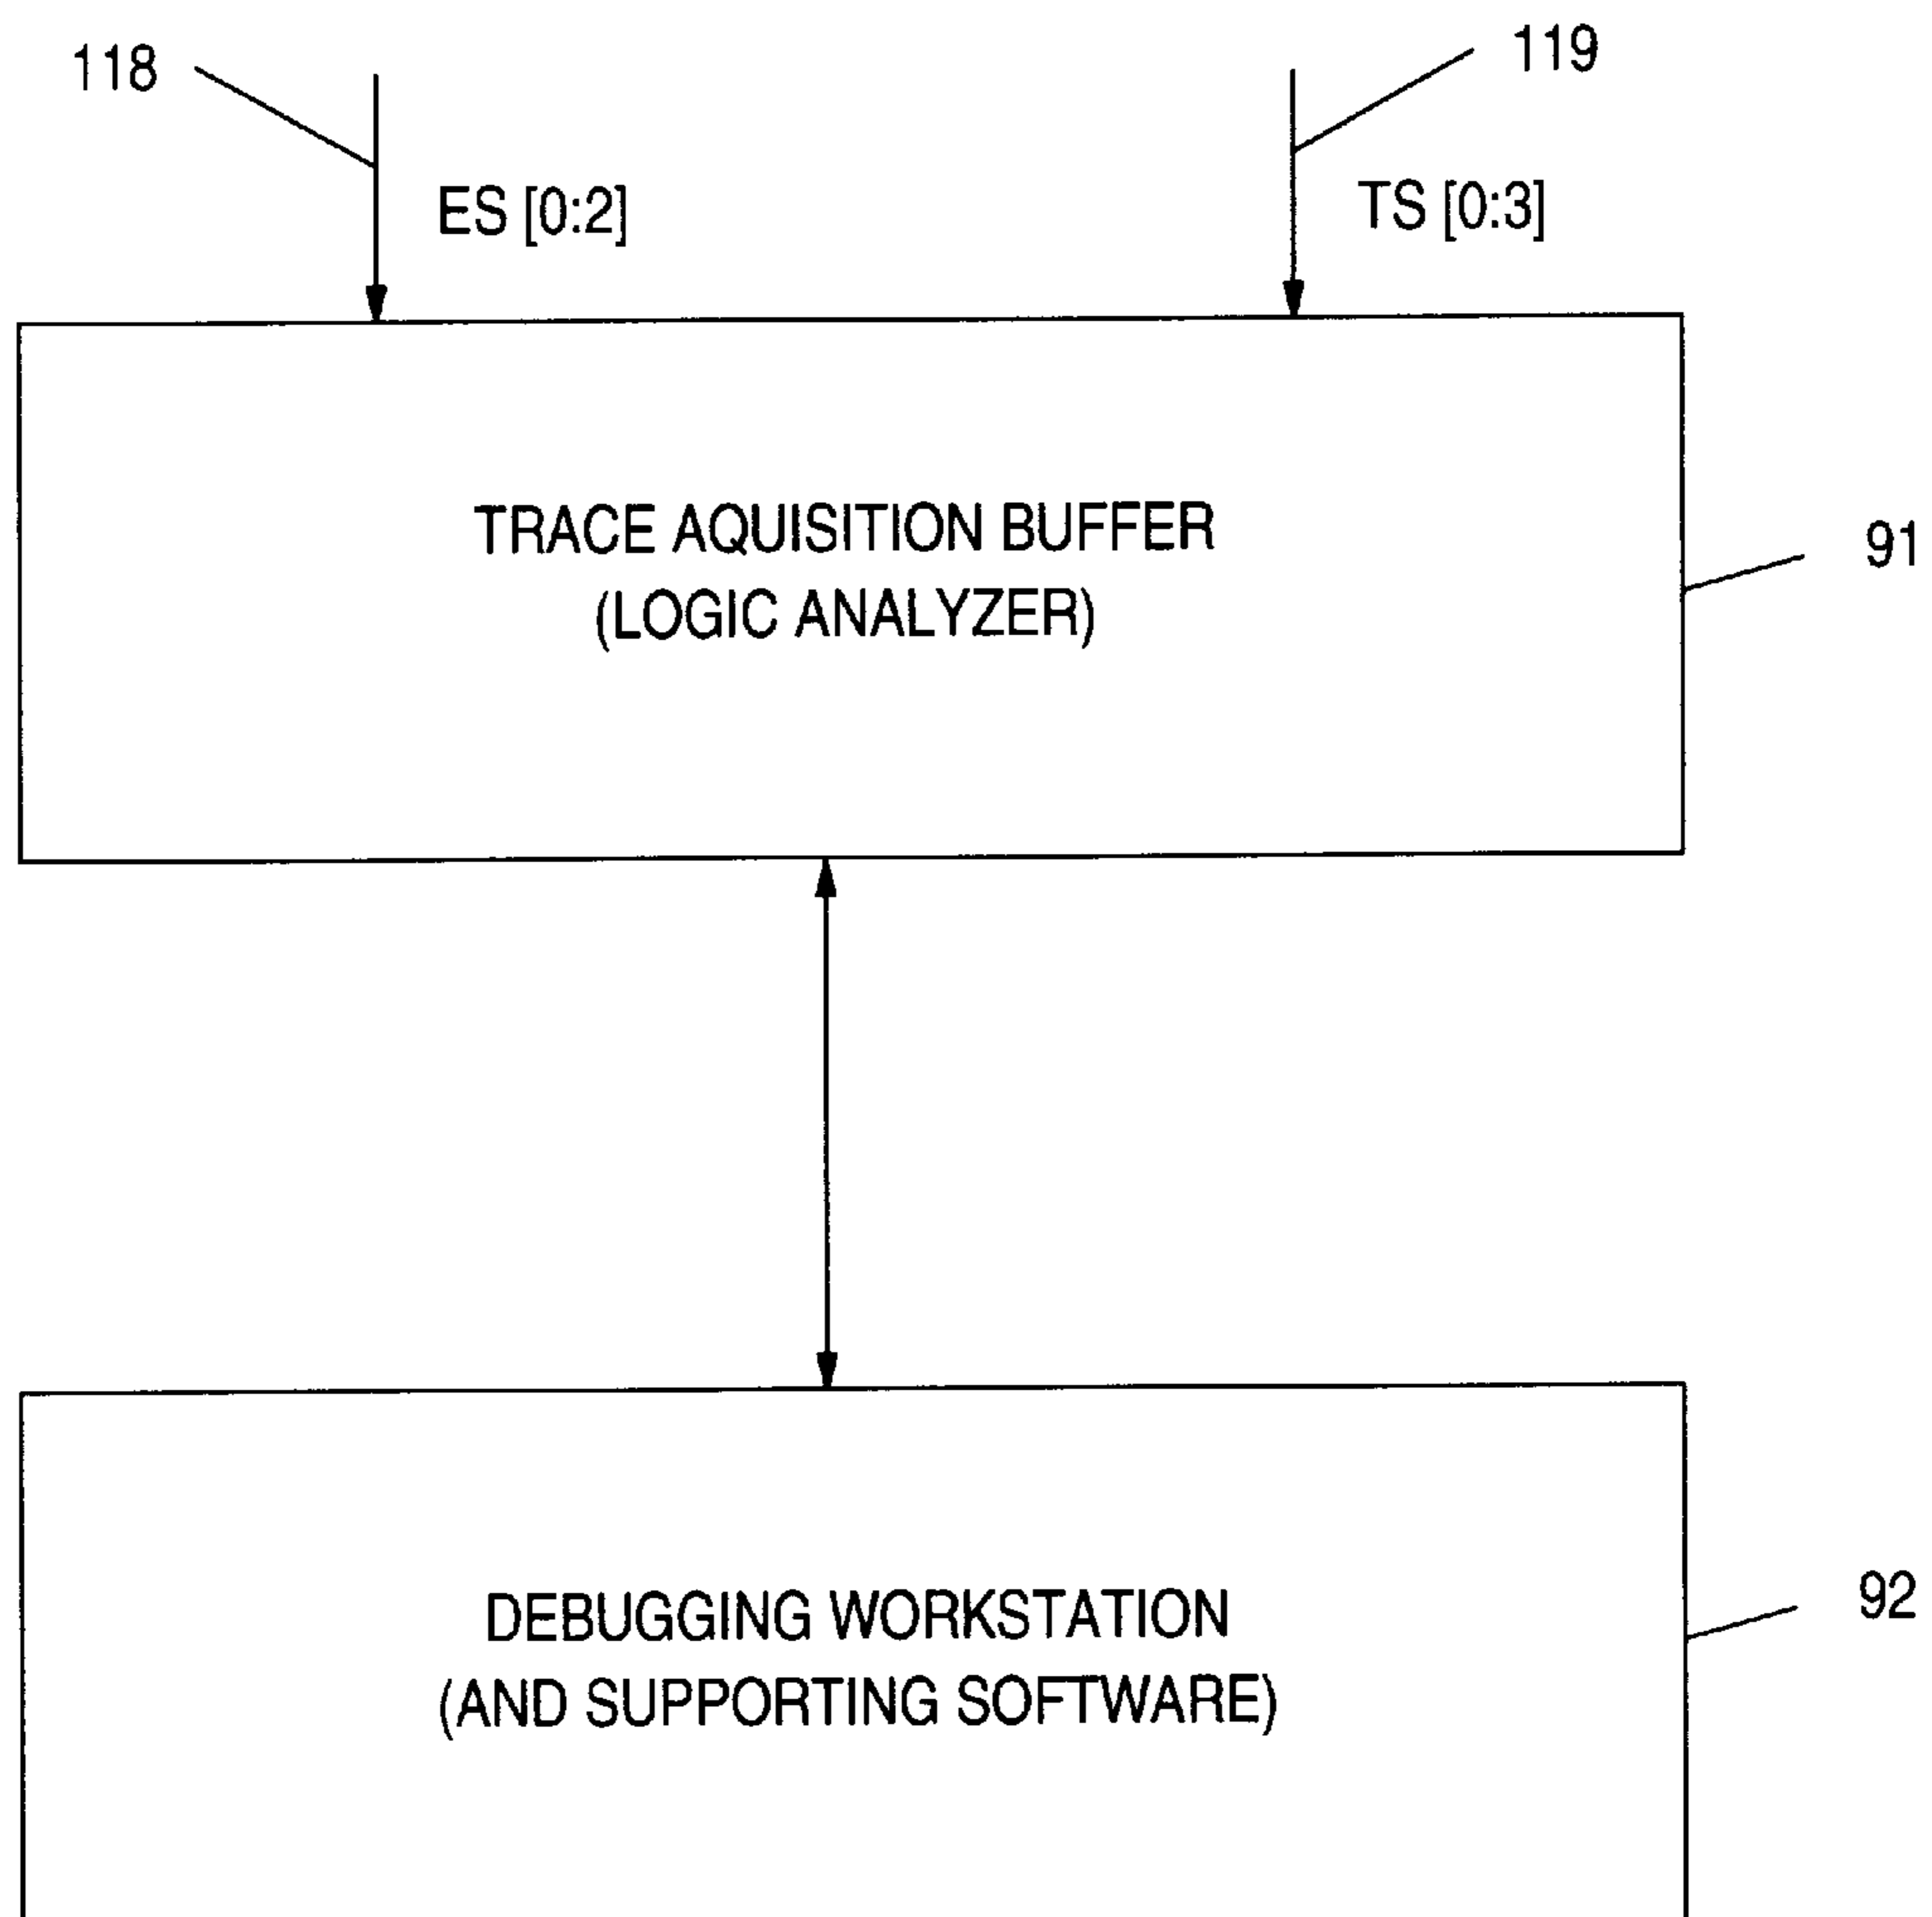 118
119
ES [0:2]
TS [0:3]
TRACE AQUISITION BUFFER
(LOGIC ANALYZER)
91
DEBUGGING WORKSTATION
(AND SUPPORTING SOFTWARE)
92